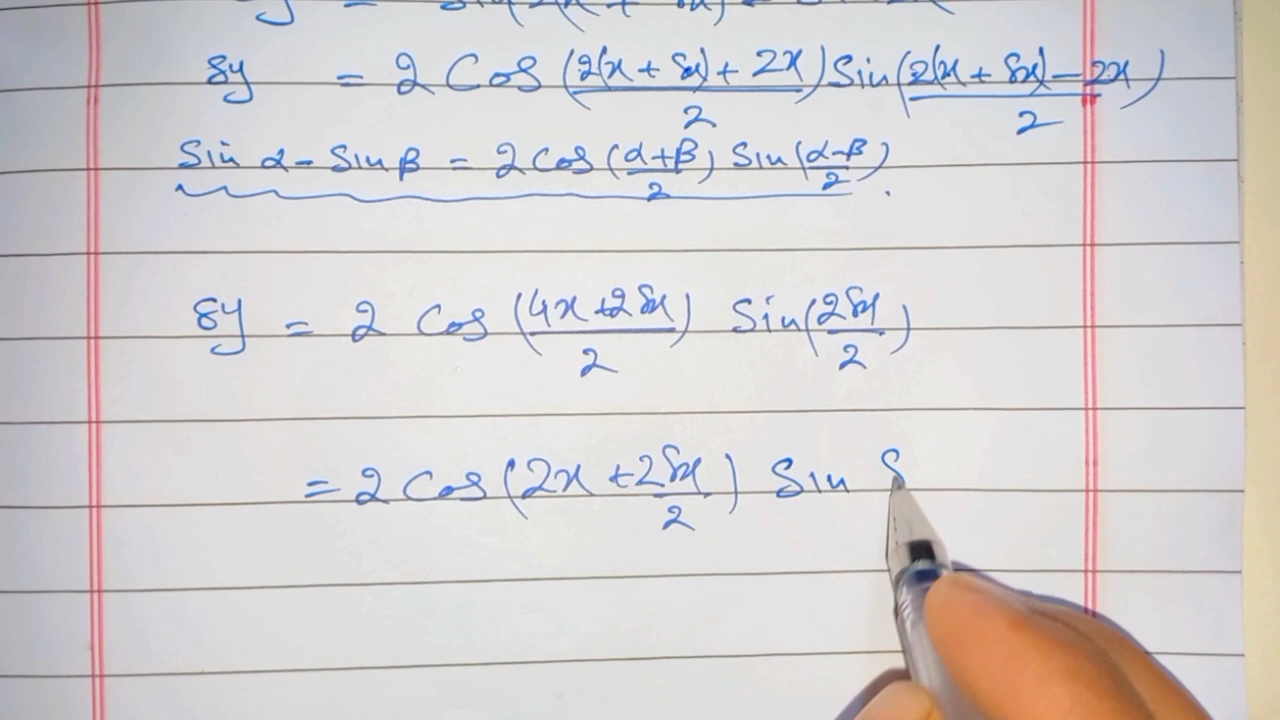 δy = 2 Cos (2(x + δx) + 2x)/2 Sin (2(x + δx) - 2x)/2
Sin α - Sin β = 2 Cos (α+β)/2 Sin (α-β)/2 .
δy = 2 Cos (4x+2δx)/2 Sin (2δx)/2
= 2 Cos (2x + 2δx/2) Sin δ